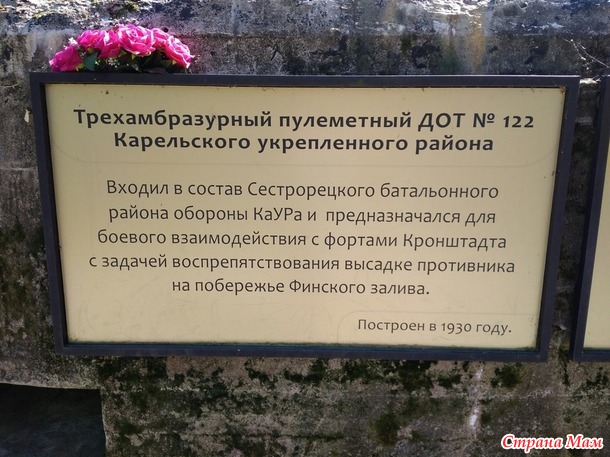 Трехамбразурный пулеметный ДОТ № 122
Карельского укрепленного района
Входил в состав Сестрорецкого батальонного
района обороны КаУРа и предназначался для
боевого взаимодействия с фортами Кронштадта
с задачей воспрепятствования высадке противника
на побережье Финского залива.
Построен в 1930 году.
Страна Мам